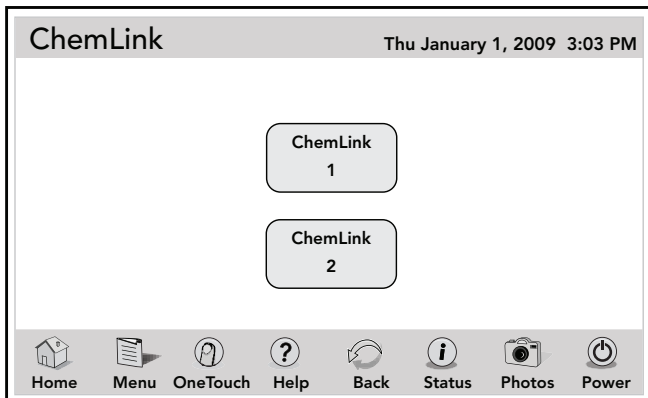 ChemLink Thu January 1, 2009 3:03 PM
ChemLink
1
ChemLink
2
Home Menu OneTouch Help Back Status Photos Power